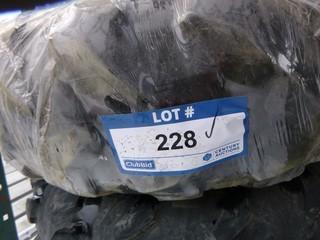 LOT #
228
ClubBid
CENTURY
AUCTIONS